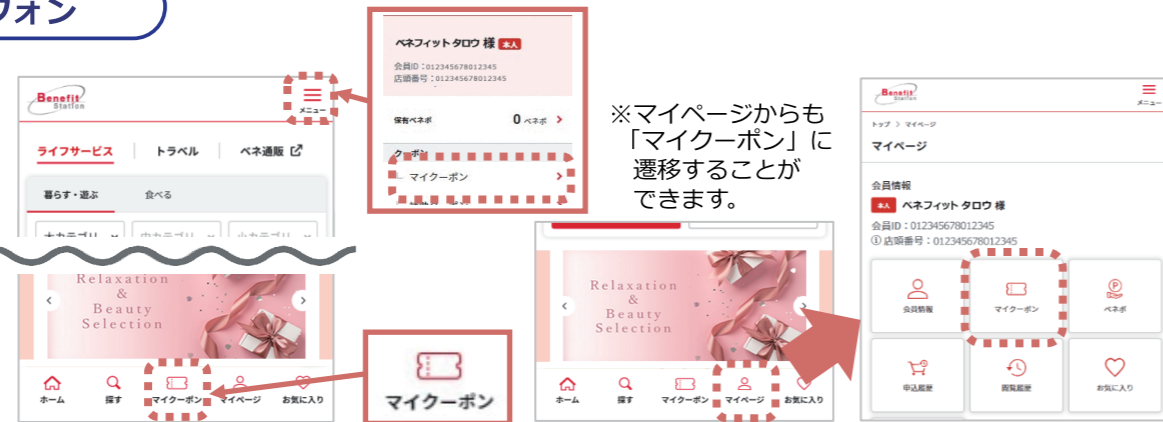 フォン
Benefit
Station
メニュー
ライフサービス
トラベル
ベネ通販
暮らす・遊ぶ
食べる
Relaxation
&
Beauty
Selection
ホーム
探す
マイクーポン
マイページ
お気に入り
ベネフィット タロウ 様 本人
会員ID：012345678012345
店頭番号：012345678012345
保有ベネポ
0 ベネポ
クーポン
マイクーポン
マイクーポン
※マイページからも
「マイクーポン」に
遷移することが
できます。
Relaxation
&
Beauty
Selection
ホーム
探す
マイクーポン
マイページ
お気に入り
Benefit
Station
メニュー
トップ > マイページ
マイページ
会員情報
本人 ベネフィット タロウ 様
会員ID：012345678012345
① 店頭番号：012345678012345
会員情報
マイクーポン
ベネポ
申込履歴
閲覧履歴
お気に入り